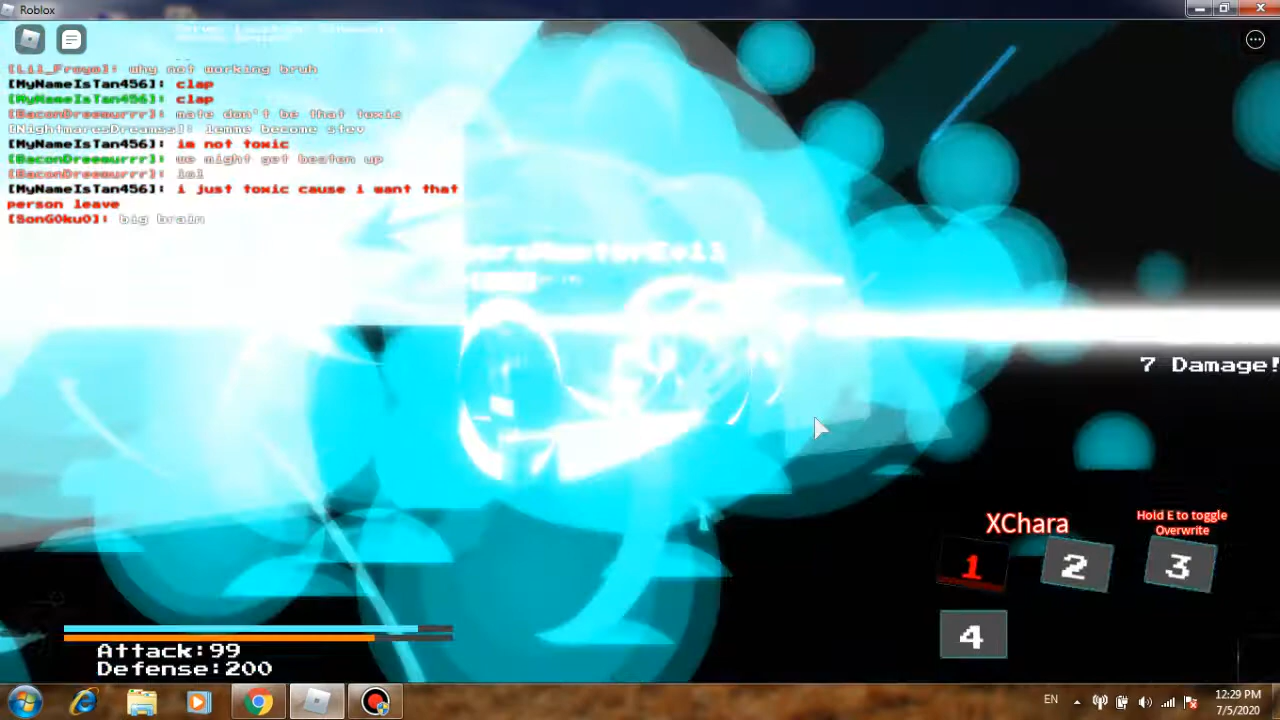 Roblox
[Lil_Froyo]: why not working bruh
[MyNameIsTan456]: clap
[MyNameIsTan456]: clap
[BaconDreemurrr]: mate don't be that toxic
[NightmaresDreamss]: lemme become stev
[MyNameIsTan456]: im not toxic
[BaconDreemurrr]: we might get beaten up
[BaconDreemurrr]: lol
[MyNameIsTan456]: i just toxic cause i want that
person leave
[SonG0ku0]: big brain
7 Damage!
XChara
Hold E to toggle
Overwrite
1
2
3
4
Attack:99
Defense:200
EN
12:29 PM
7/5/2020